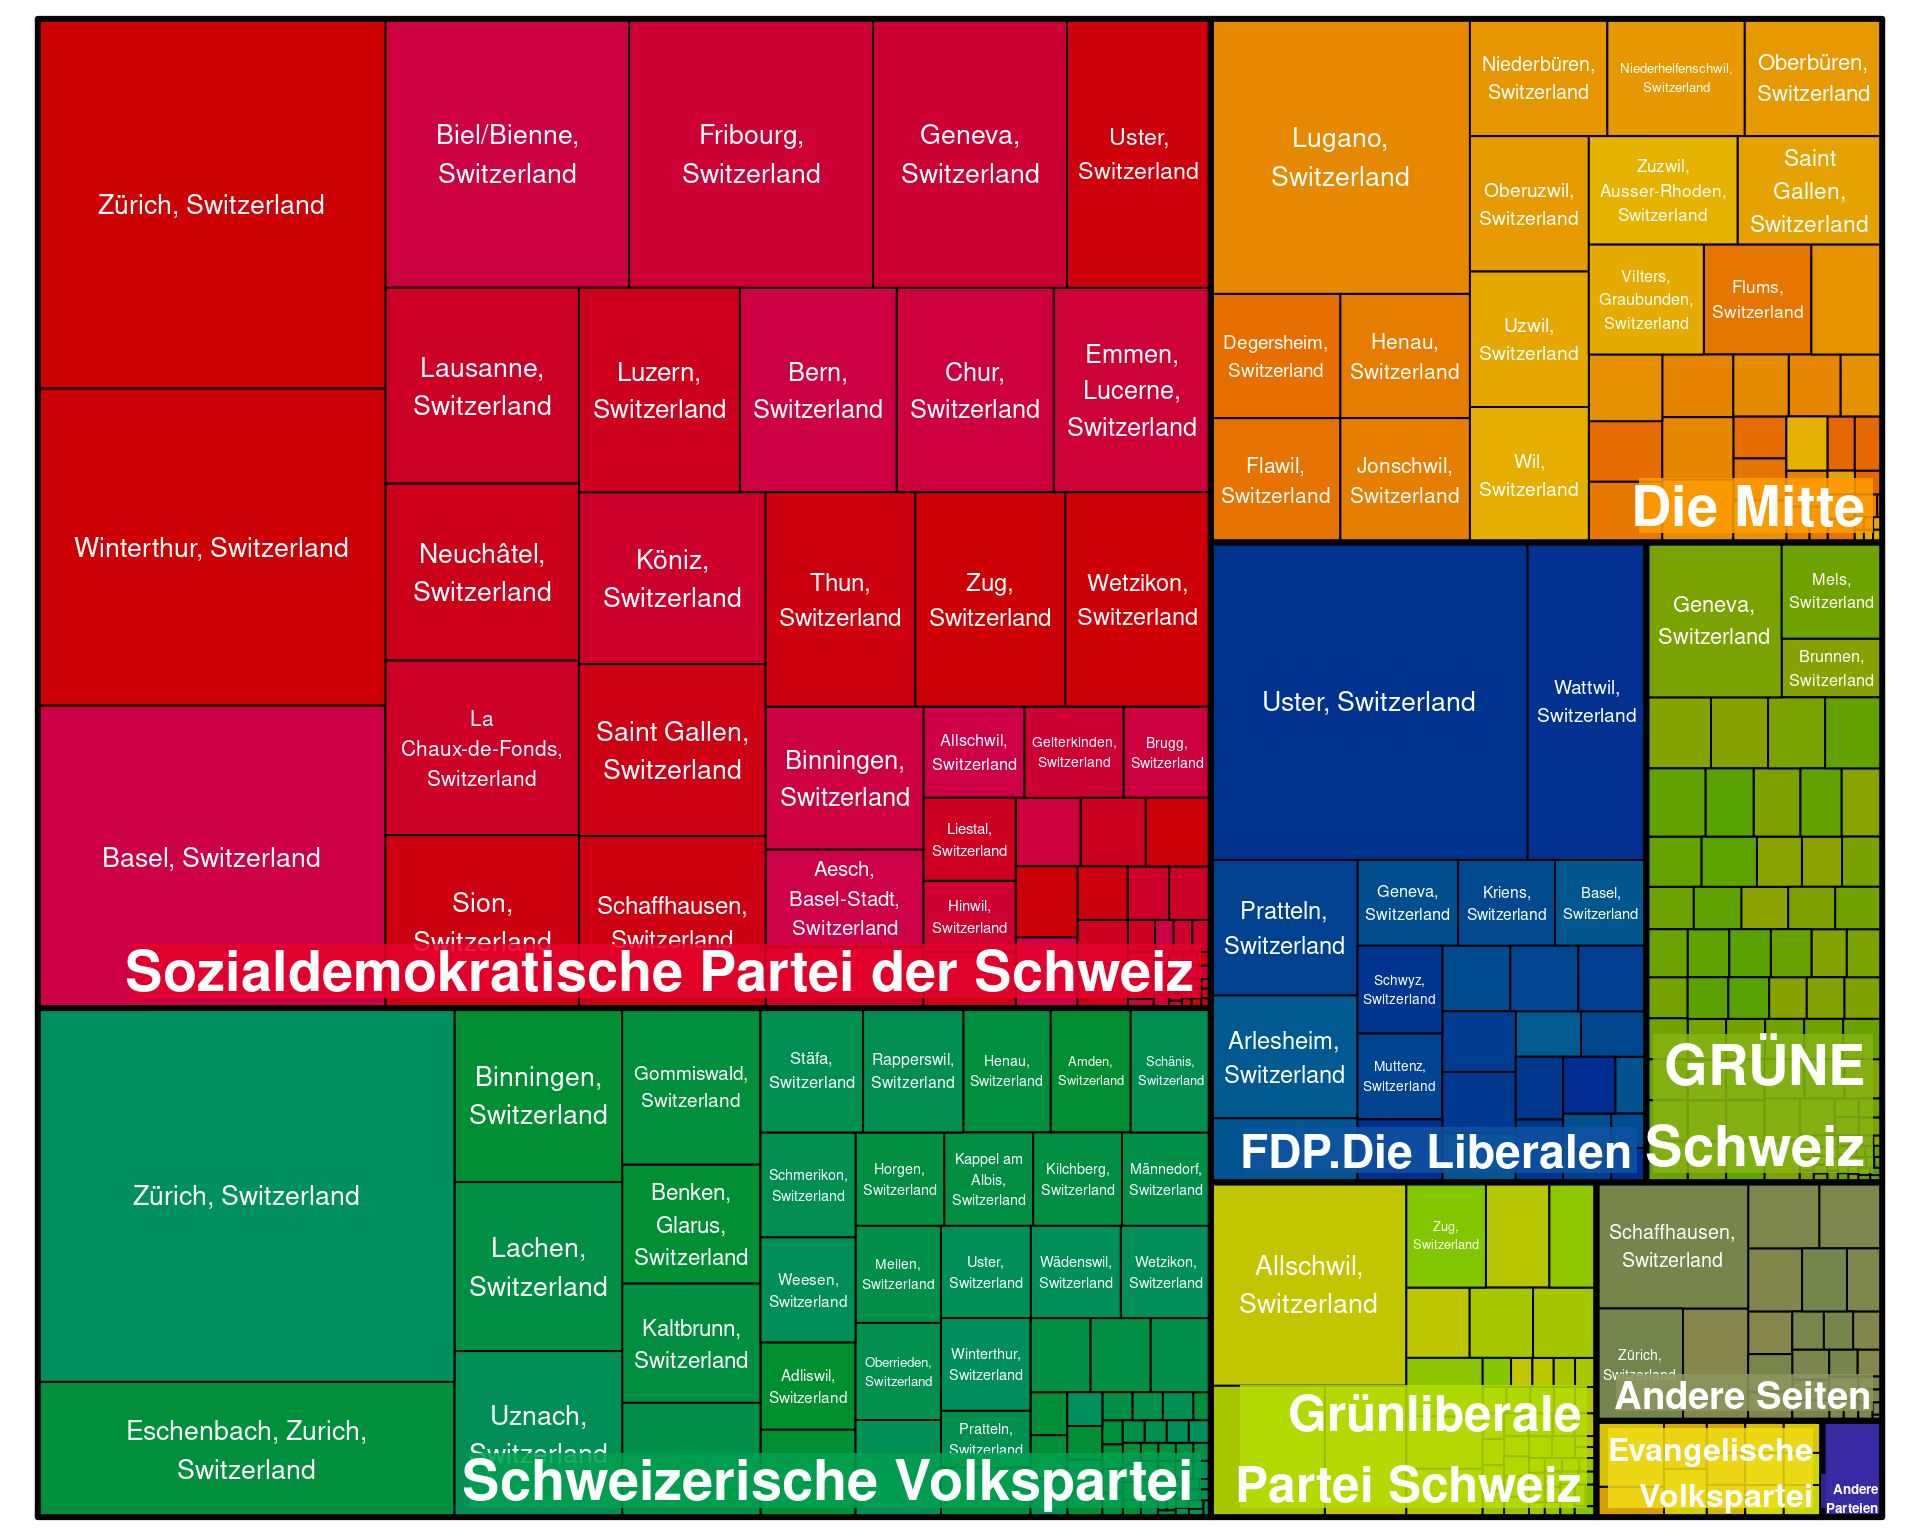 Zürich, Switzerland
Winterthur, Switzerland
Basel, Switzerland
Biel/Bienne,
Switzerland
Fribourg,
Switzerland
Geneva,
Switzerland
Uster,
Switzerland
Lausanne,
Switzerland
Luzern,
Switzerland
Bern,
Switzerland
Chur,
Switzerland
Emmen,
Lucerne,
Switzerland
Neuchâtel,
Switzerland
Köniz,
Switzerland
Thun,
Switzerland
Zug,
Switzerland
Wetzikon,
Switzerland
La
Chaux-de-Fonds,
Switzerland
Saint Gallen,
Switzerland
Binningen,
Switzerland
Allschwil,
Switzerland
Gelterkinden,
Switzerland
Brugg,
Switzerland
Liestal,
Switzerland
Aesch,
Basel-Stadt,
Switzerland
Hinwil,
Switzerland
Sion,
Switzerland
Schaffhausen,
Switzerland
Sozialdemokratische Partei der Schweiz
Lugano,
Switzerland
Niederbüren,
Switzerland
Niederhelfenschwil,
Switzerland
Oberbüren,
Switzerland
Oberuzwil,
Switzerland
Zuzwil,
Ausser-Rhoden,
Switzerland
Saint
Gallen,
Switzerland
Vilters,
Graubunden,
Switzerland
Flums,
Switzerland
Degersheim,
Switzerland
Henau,
Switzerland
Uzwil,
Switzerland
Flawil,
Switzerland
Jonschwil,
Switzerland
Wil,
Switzerland
Die Mitte
Uster, Switzerland
Wattwil,
Switzerland
Pratteln,
Switzerland
Geneva,
Switzerland
Kriens,
Switzerland
Basel,
Switzerland
Schwyz,
Switzerland
Arlesheim,
Switzerland
Muttenz,
Switzerland
FDP.Die Liberalen
Geneva,
Switzerland
Mels,
Switzerland
Brunnen,
Switzerland
GRÜNE
Schweiz
Zürich, Switzerland
Eschenbach, Zurich,
Switzerland
Binningen,
Switzerland
Lachen,
Switzerland
Uznach,
Switzerland
Gommiswald,
Switzerland
Benken,
Glarus,
Switzerland
Kaltbrunn,
Switzerland
Stäfa,
Switzerland
Rapperswil,
Switzerland
Henau,
Switzerland
Amden,
Switzerland
Schänis,
Switzerland
Schmerikon,
Switzerland
Horgen,
Switzerland
Kappel am
Albis,
Switzerland
Kilchberg,
Switzerland
Männedorf,
Switzerland
Weesen,
Switzerland
Meilen,
Switzerland
Uster,
Switzerland
Wädenswil,
Switzerland
Wetzikon,
Switzerland
Adliswil,
Switzerland
Oberrieden,
Switzerland
Winterthur,
Switzerland
Pratteln,
Switzerland
Schweizerische Volkspartei
Allschwil,
Switzerland
Zug,
Switzerland
Grünliberale
Partei Schweiz
Schaffhausen,
Switzerland
Zürich,
Switzerland
Andere Seiten
Evangelische
Volkspartei
Andere
Parteien